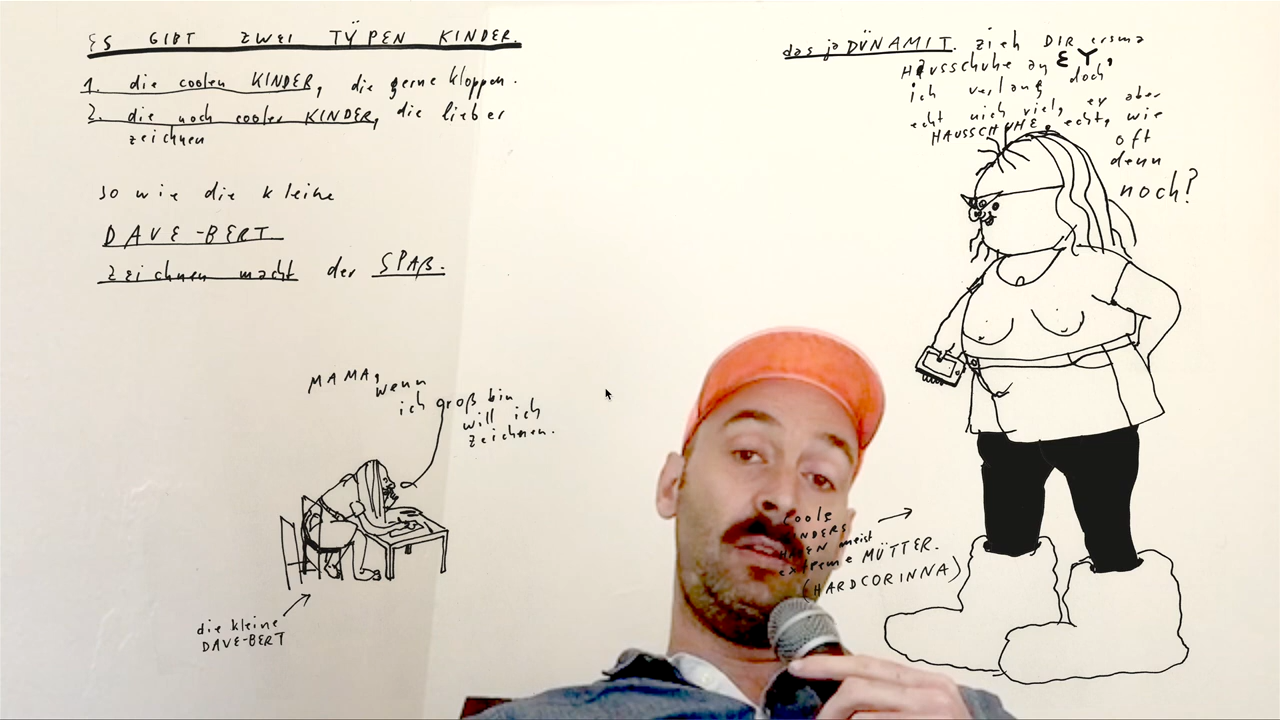 ES GIBT ZWEI TŸPEN KINDER.
1. die coolen KINDER, die gerne kloppen.
2. die noch cooler KINDER, die lieber
zeichnen
so wie die kleine
DAVE-BERT
zeichnen macht der SPAß.
MAMA,
wenn
ich groß bin
will ich
zeichnen.
die kleine
DAVE-BERT
das ja DÜNAMIT. zieh DIR ersma
HAusschuhe an EY,
ich verlang doch
echt nich viel, ey aber
HAUSSCHUHE, echt, wie
oft
denn
noch?
coole
KINDERS
HABEN meist
extreme MÜTTER.
(HARDCORINNA)